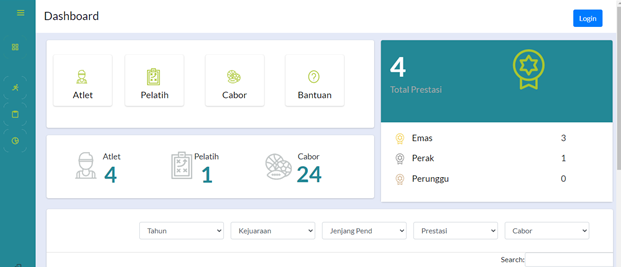 Dashboard
Login
Atlet
Pelatih
Cabor
Bantuan
4
Total Prestasi
Atlet
4
Pelatih
1
Cabor
24
Emas 3
Perak 1
Perunggu 0
Tahun
Kejuaraan
Jenjang Pend
Prestasi
Cabor
Search: